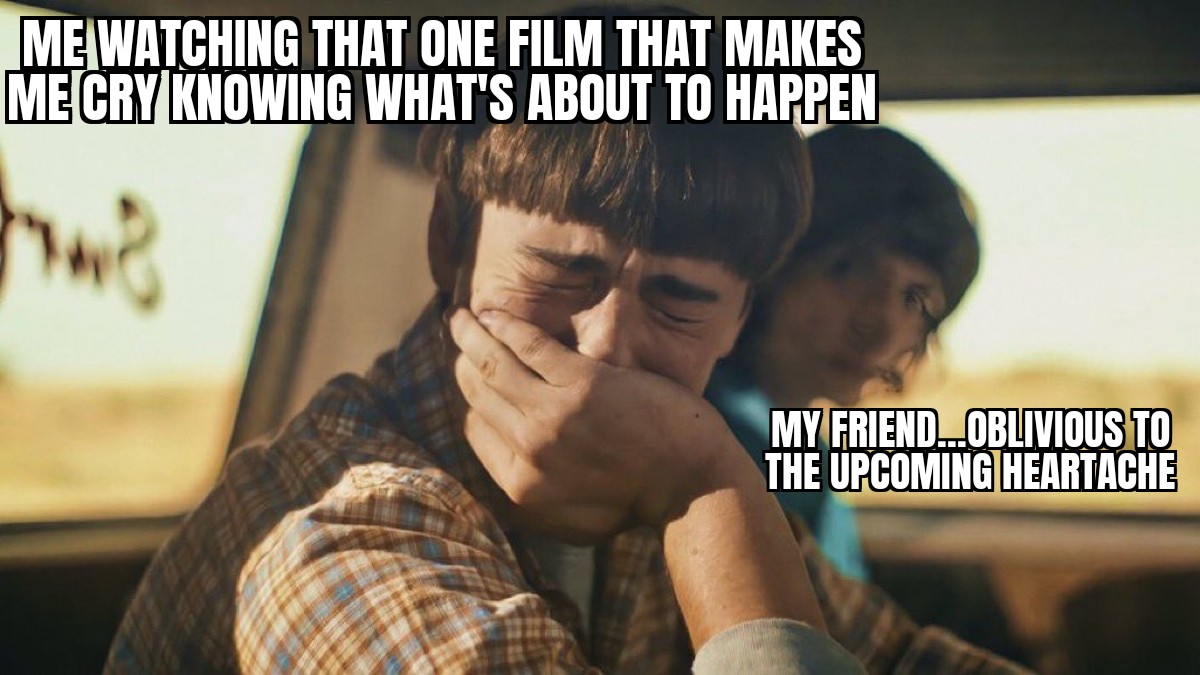 ME WATCHING THAT ONE FILM THAT MAKES
ME CRY KNOWING WHAT'S ABOUT TO HAPPEN
MY FRIEND...OBLIVIOUS TO
THE UPCOMING HEARTACHE